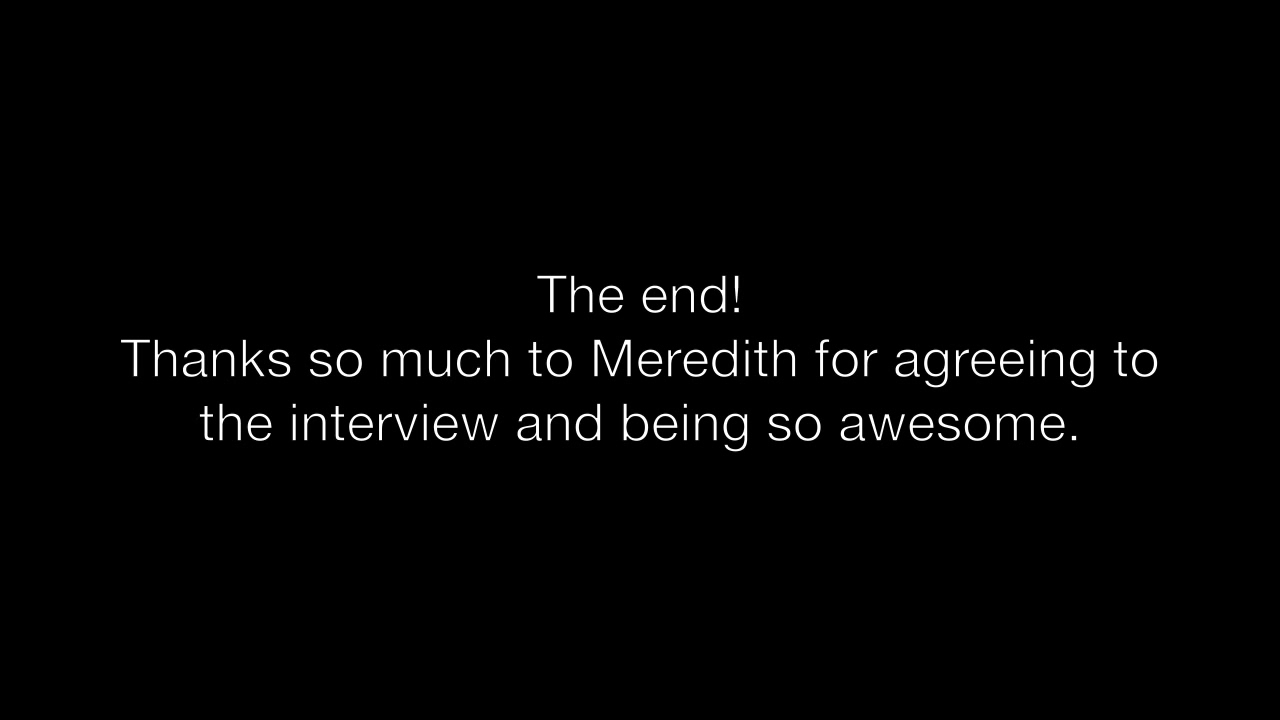 The end!
Thanks so much to Meredith for agreeing to
the interview and being so awesome.